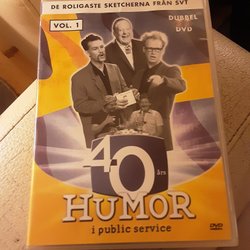 DE ROLIGASTE SKETCHERNA FRÅN SVT
VOL. 1
DUBBEL
DVD
40
års
HUMOR
i public service
DVD